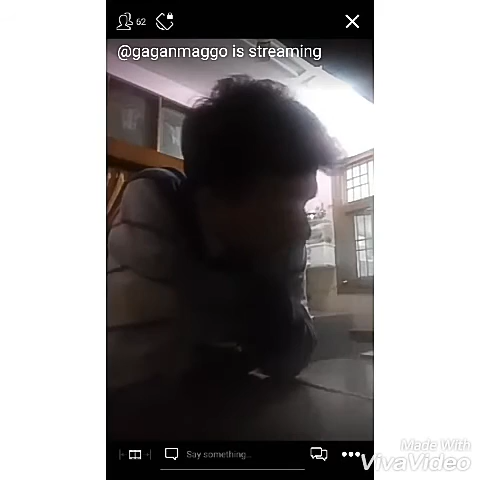 62
@gaganmaggo is streaming
Say something...
Made With
VivaVideo